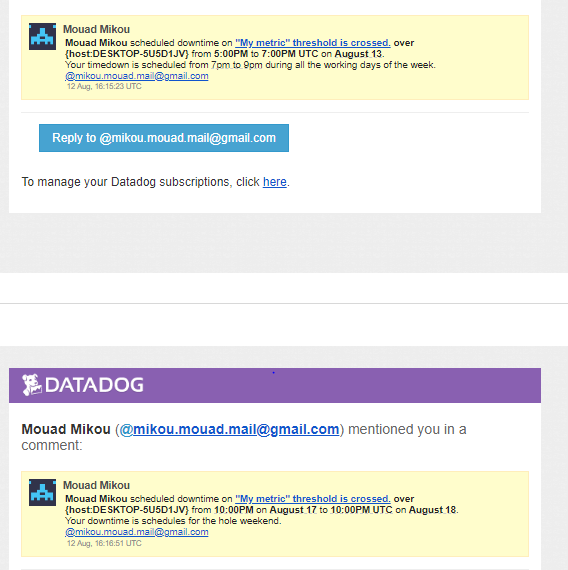 Mouad Mikou
Mouad Mikou scheduled downtime on "My metric" threshold is crossed. over
{host:DESKTOP-5U5D1JV} from 5:00PM to 7:00PM UTC on August 13.
Your timedown is scheduled from 7pm to 9pm during all the working days of the week.
@mikou.mouad.mail@gmail.com
12 Aug, 16:15:23 UTC
Reply to @mikou.mouad.mail@gmail.com
To manage your Datadog subscriptions, click here.
DATADOG
Mouad Mikou (@mikou.mouad.mail@gmail.com) mentioned you in a
comment:
Mouad Mikou
Mouad Mikou scheduled downtime on "My metric" threshold is crossed. over
{host:DESKTOP-5U5D1JV} from 10:00PM on August 17 to 10:00PM UTC on August 18.
Your downtime is schedules for the hole weekend.
@mikou.mouad.mail@gmail.com
12 Aug, 16:16:51 UTC